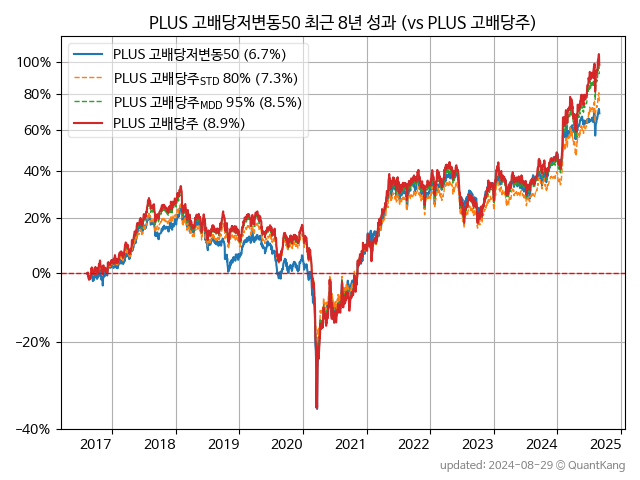 PLUS 고배당저변동50 최근 8년 성과 (vs PLUS 고배당주)
PLUS 고배당저변동50 (6.7%)
PLUS 고배당주STD 80% (7.3%)
PLUS 고배당주MDD 95% (8.5%)
PLUS 고배당주 (8.9%)
100%
80%
60%
40%
20%
0%
−20%
−40%
2017 2018 2019 2020 2021 2022 2023 2024 2025
updated: 2024-08-29 © QuantKang